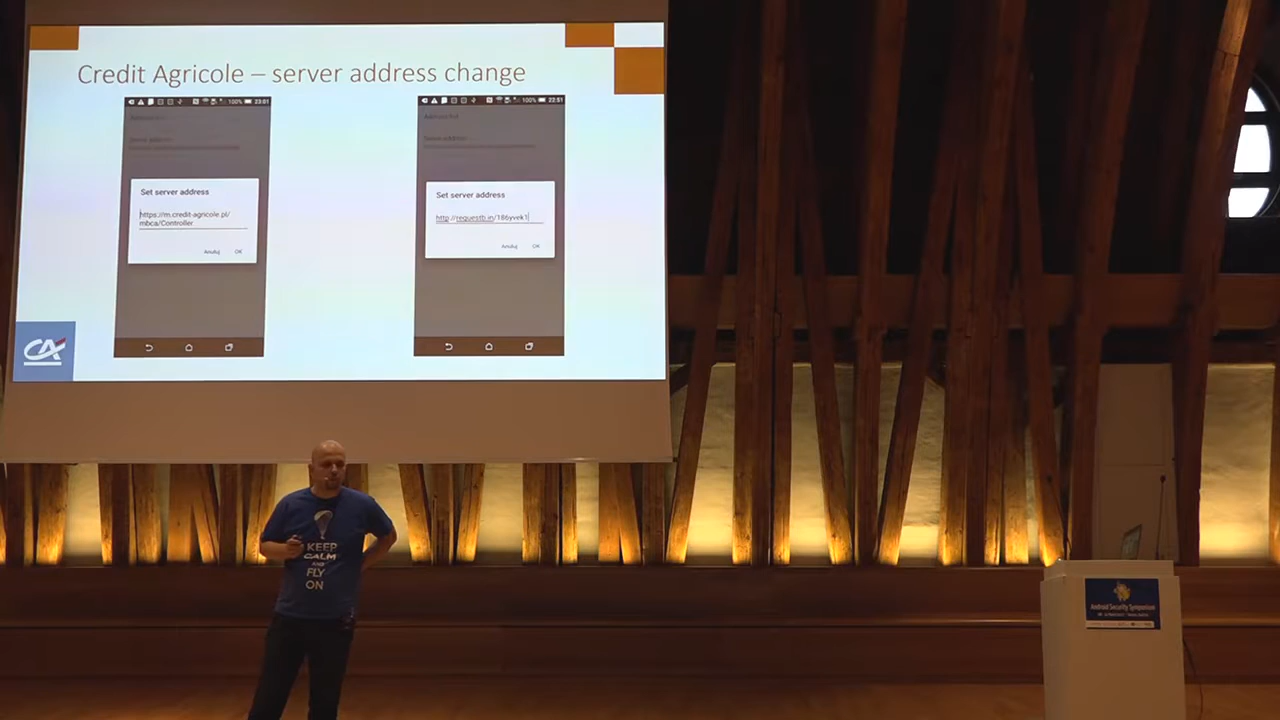 Credit Agricole – server address change
100% 23:01
Set server address
https://m.credit-agricole.pl/
mbca/Controller
Anuluj OK
100% 22:51
Server address
Set server address
http://requestb.in/186yvek1
Anuluj OK
CA
KEEP
CALM
AND
FLY
ON
Android Security Symposium